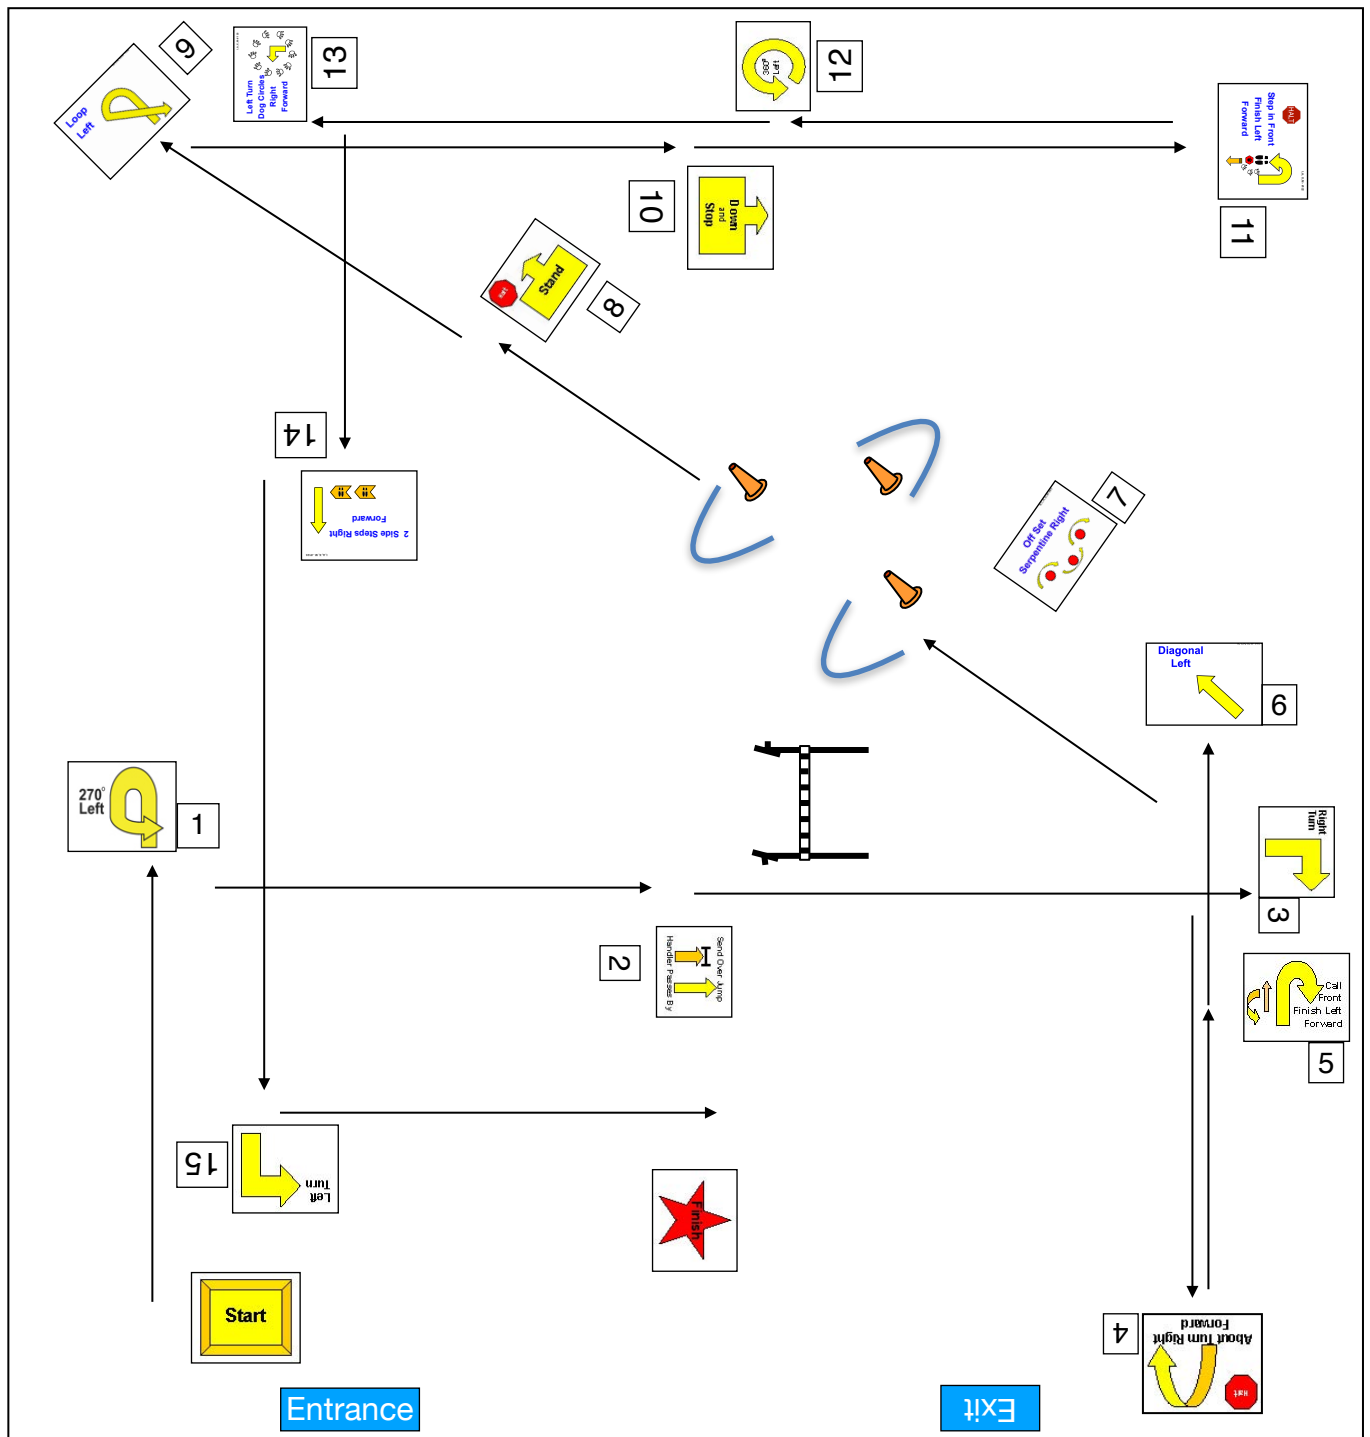 9
Loop
Left
13
Left Turn
Dog Circles
Right
Forward
360°
Left
12
HALT
Step in Front
Finish Left
Forward
11
10
Down
and
Stop
Halt
Stand
8
14
2 Side Steps Right
Forward
7
Off Set
Serpentine Right
Diagonal
Left
6
270°
Left
1
Right
Turn
3
2
Send Over Jump
Handler Passes By
Call
Front
Finish Left
Forward
5
15
Left
Turn
Finish
Start
4
Halt
About Turn Right
Forward
Entrance
Exit